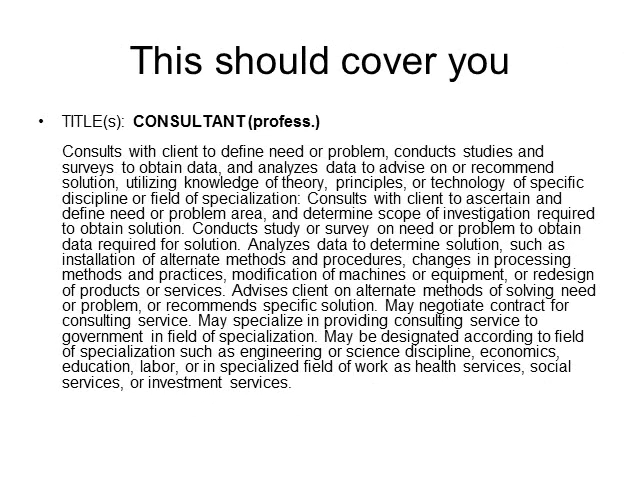 This should cover you
• TITLE(s): CONSULTANT (profess.)
Consults with client to define need or problem, conducts studies and
surveys to obtain data, and analyzes data to advise on or recommend
solution, utilizing knowledge of theory, principles, or technology of specific
discipline or field of specialization: Consults with client to ascertain and
define need or problem area, and determine scope of investigation required
to obtain solution. Conducts study or survey on need or problem to obtain
data required for solution. Analyzes data to determine solution, such as
installation of alternate methods and procedures, changes in processing
methods and practices, modification of machines or equipment, or redesign
of products or services. Advises client on alternate methods of solving need
or problem, or recommends specific solution. May negotiate contract for
consulting service. May specialize in providing consulting service to
government in field of specialization. May be designated according to field
of specialization such as engineering or science discipline, economics,
education, labor, or in specialized field of work as health services, social
services, or investment services.